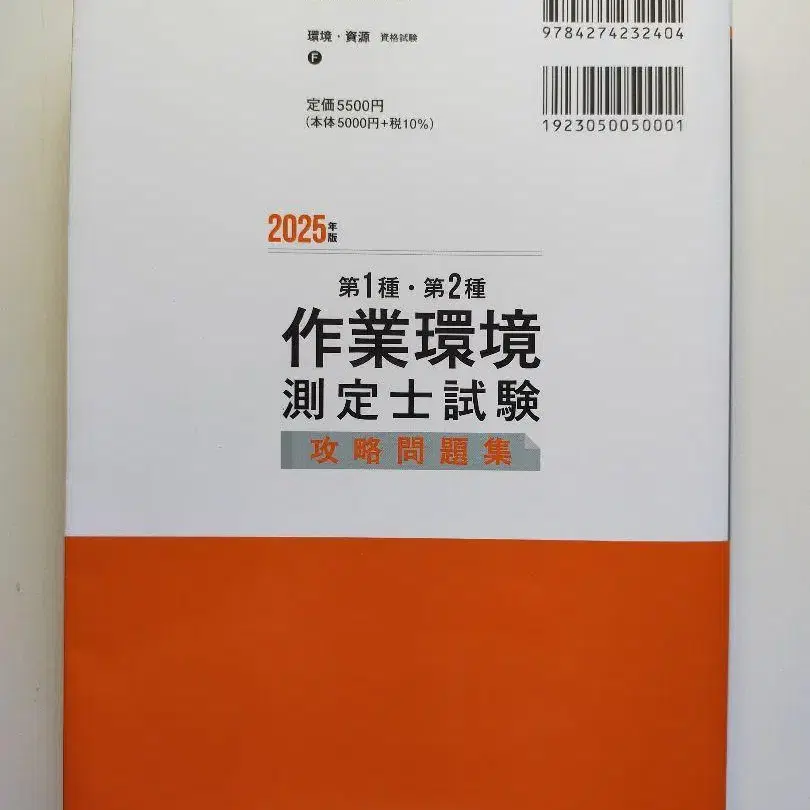 9784274232404
環境・資源 資格試験
F
定価5500円
(本体5000円+税10%)
1923050050001
2025年版
第1種・第2種
作業環境
測定士試験
攻略問題集